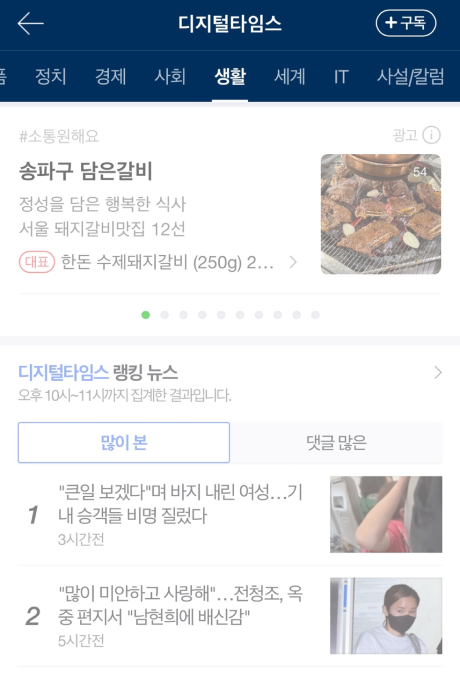 디지털타임스
+ 구독
정치 경제 사회 생활 세계 IT 사설/칼럼
#소통원해요
광고 i
송파구 담은갈비
54
정성을 담은 행복한 식사
서울 돼지갈비맛집 12선
대표 한돈 수제돼지갈비 (250g) 2...
디지털타임스 랭킹 뉴스
오후 10시~11시까지 집계한 결과입니다.
많이 본
댓글 많은
1
"큰일 보겠다"며 바지 내린 여성…기
내 승객들 비명 질렀다
3시간전
2
"많이 미안하고 사랑해"…전청조, 옥
중 편지서 "남현희에 배신감"
5시간전